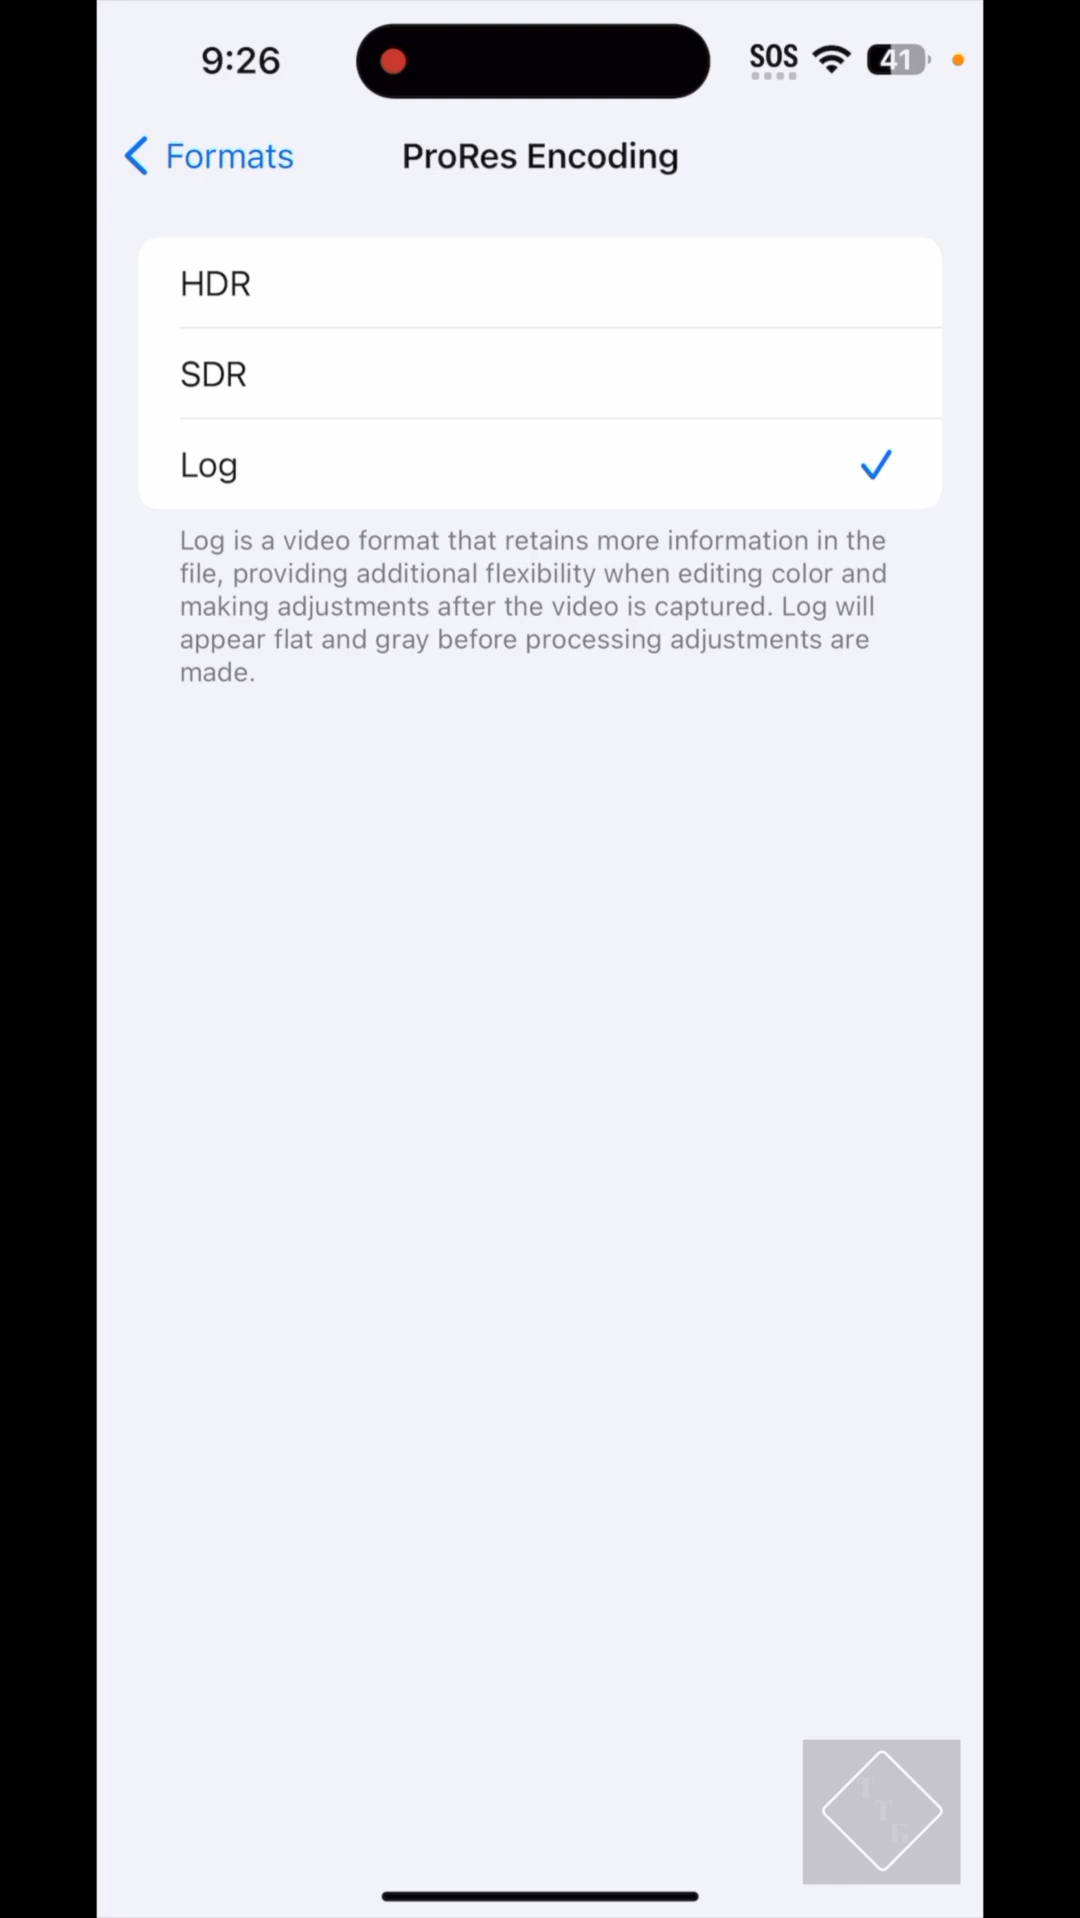 9:26
SOS
41
Formats
ProRes Encoding
HDR
SDR
Log
Log is a video format that retains more information in the
file, providing additional flexibility when editing color and
making adjustments after the video is captured. Log will
appear flat and gray before processing adjustments are
made.
T
T
G